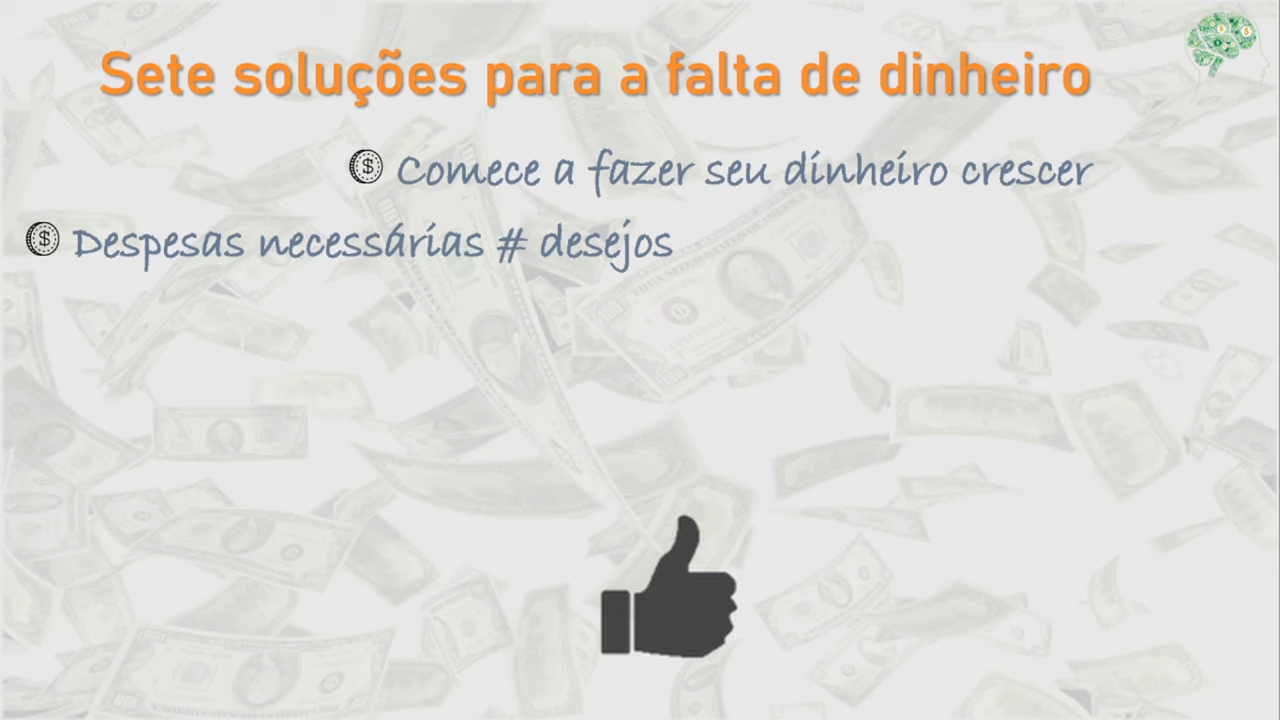 Sete soluções para a falta de dinheiro
Comece a fazer seu dinheiro crescer
Despesas necessárias # desejos